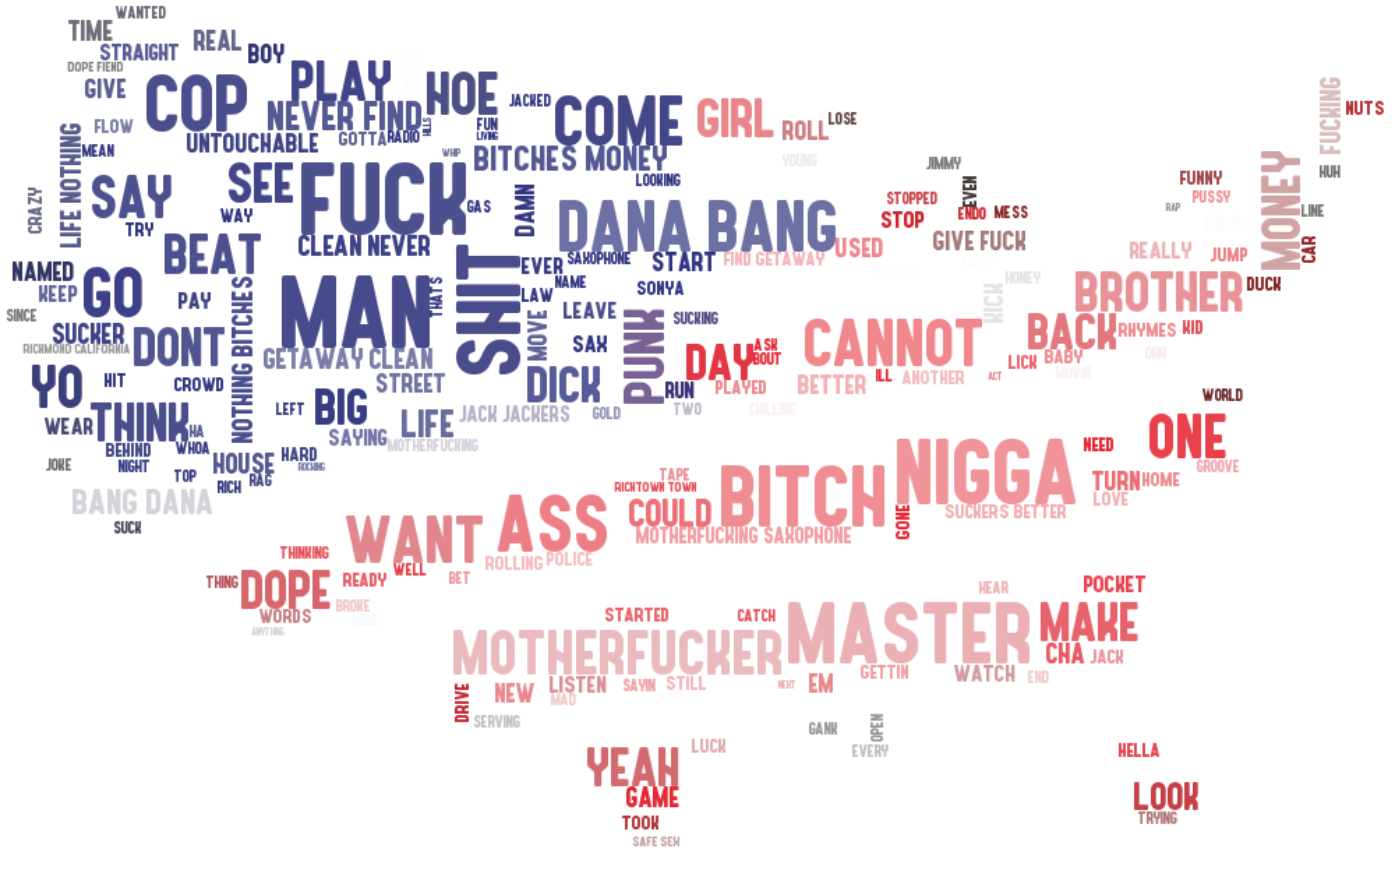 WANTED
TIME
STRAIGHT
REAL
BOY
DOPE FIEND
GIVE
COP
PLAY
HOE
JACKED
COME
GIRL
ROLL
LOSE
FUCKING
NUTS
NEVER FIND
HILLS
FUN
LIVING
FLOW
UNTOUCHABLE
GOTTA
RADIO
MEAN
LIFE NOTHING
WHIP
BITCHES MONEY
YOUNG
JIMMY
MONEY
HUH
CRAZY
SAY
SEE
FUCK
GAS
DAMN
LOOKING
EVEN
FUNNY
PUSSY
RAP
STOPPED
STOP
ENDO
MESS
LINE
WAY
TRY
DANA BANG
USED
GIVE FUCK
FOOL
CAR
BEAT
CLEAN NEVER
SHIT
EVER
SAXOPHONE
START
FIND GETAWAY
REALLY
JUMP
NAMED
KEEP
GO
PAY
NOTHING BITCHES
MAN
THATS
NAME
LAW
SONYA
KICK
HONEY
BROTHER
DUCK
SINCE
SUCKER
DONT
MOVE
LEAVE
PUNK
SUCKING
CANNOT
BACK
RHYMES
KID
RICHMOND CALIFORNIA
GETAWAY CLEAN
SAX
DAY
ASK
BOUT
LICK
BABY
OHH
MOVIN
YO
HIT
CROWD
STREET
DICK
RUN
PLAYED
BETTER
ILL
ANOTHER
ACT
WEAR
THINK
HA
LEFT
BIG
LIFE
JACK JACKERS
GOLD
TWO
CHILLING
WORLD
BEHIND
WHOA
SAYING
MOTHERFUCKING
NIGGA
NEED
ONE
JOKE
NIGHT
TOP
HOUSE
HARD
ROCKING
RICH
RAG
TAPE
RICHTOWN TOWN
BITCH
TURN
HOME
GROOVE
LOVE
BANG DANA
SUCK
WANT
ASS
COULD
GONE
SUCKERS BETTER
MOTHERFUCKING SAXOPHONE
THINKING
ROLLING
POLICE
THING
DOPE
READY
WELL
BET
WORDS
BROKE
ANYTHING
HEAR
POCKET
STARTED
CATCH
MOTHERFUCKER
MASTER
MAKE
CHA
JACK
DRIVE
NEW
LISTEN
MAD
SAYIN
STILL
NEXT
EM
GETTIN
WATCH
END
SERVING
GANK
OPEN
EVERY
YEAH
LUCK
HELLA
GAME
LOOK
TOOK
TRYING
SAFE SEX